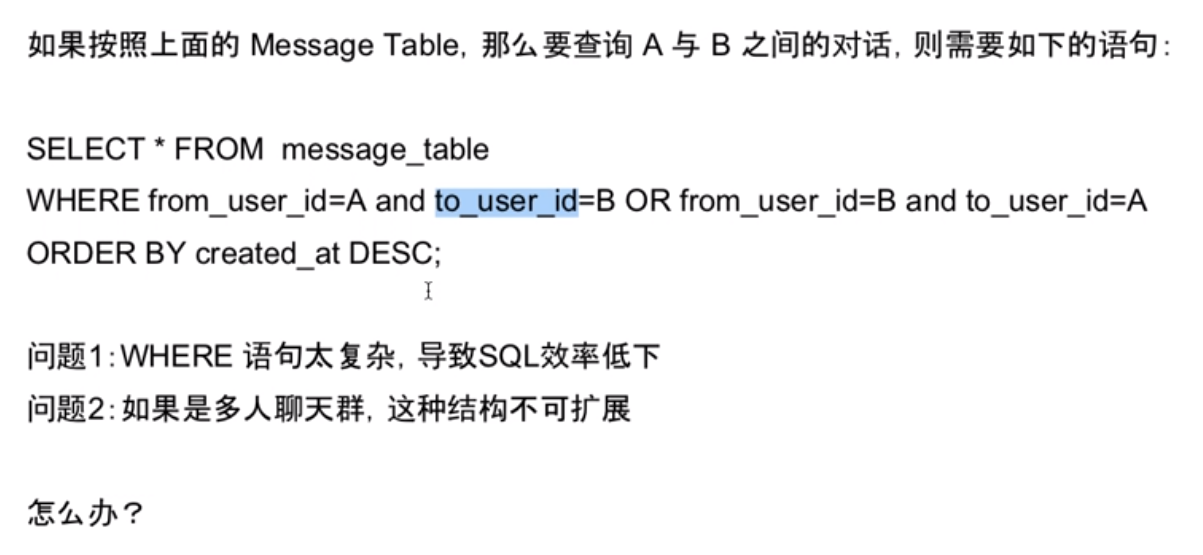 如果按照上面的 Message Table, 那么要查询 A 与 B 之间的对话, 则需要如下的语句:
SELECT * FROM message_table
WHERE from_user_id=A and to_user_id=B OR from_user_id=B and to_user_id=A
ORDER BY created_at DESC;
问题1:WHERE 语句太复杂, 导致SQL效率低下
问题2:如果是多人聊天群, 这种结构不可扩展
怎么办?